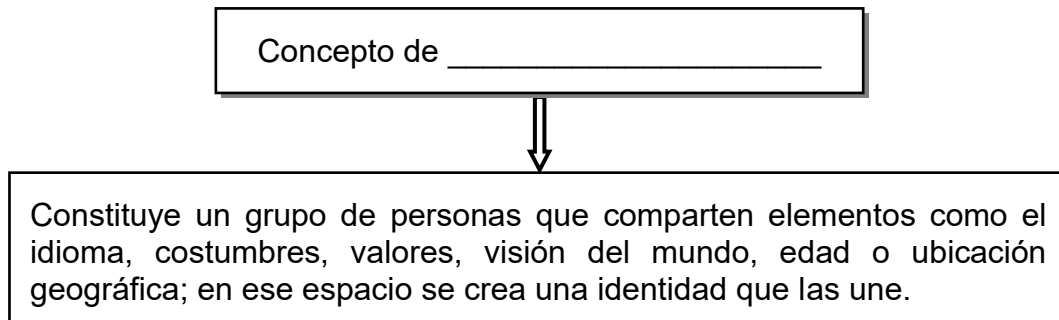 Concepto de _____________________
Constituye un grupo de personas que comparten elementos como el
idioma, costumbres, valores, visión del mundo, edad o ubicación
geográfica; en ese espacio se crea una identidad que las une.